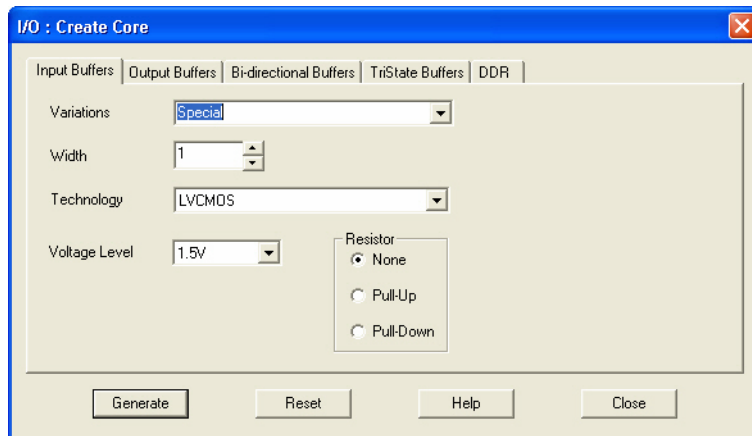 I/O : Create Core
Input Buffers Output Buffers Bi-directional Buffers TriState Buffers DDR
Variations Special
Width 1
Technology LVCMOS
Voltage Level 1.5V
Resistor
None
Pull-Up
Pull-Down
Generate Reset Help Close